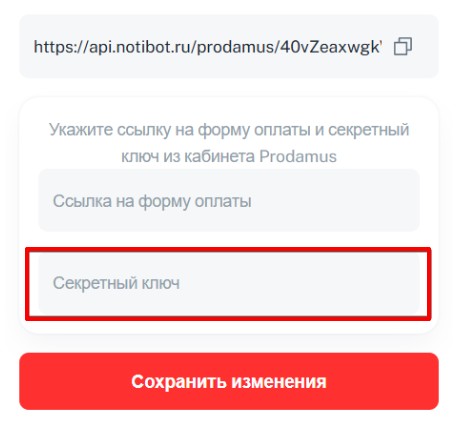 https://api.notibot.ru/prodamus/40vZeaxwgk
Укажите ссылку на форму оплаты и секретный
ключ из кабинета Prodamus
Ссылка на форму оплаты
Секретный ключ
Сохранить изменения